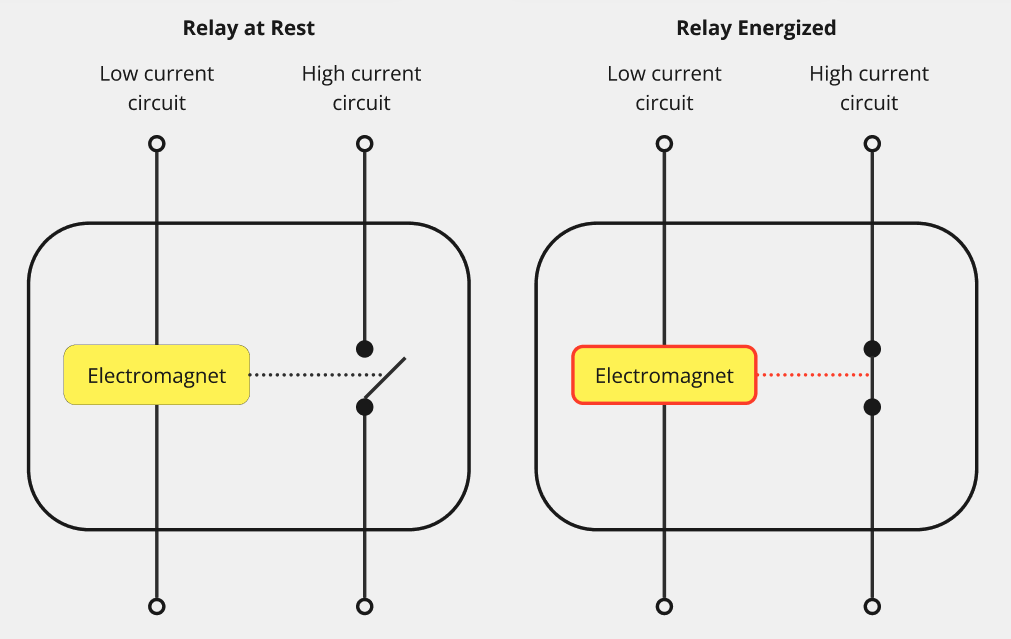 Relay at Rest
Low current
circuit
High current
circuit
Electromagnet
Relay Energized
Low current
circuit
High current
circuit
Electromagnet